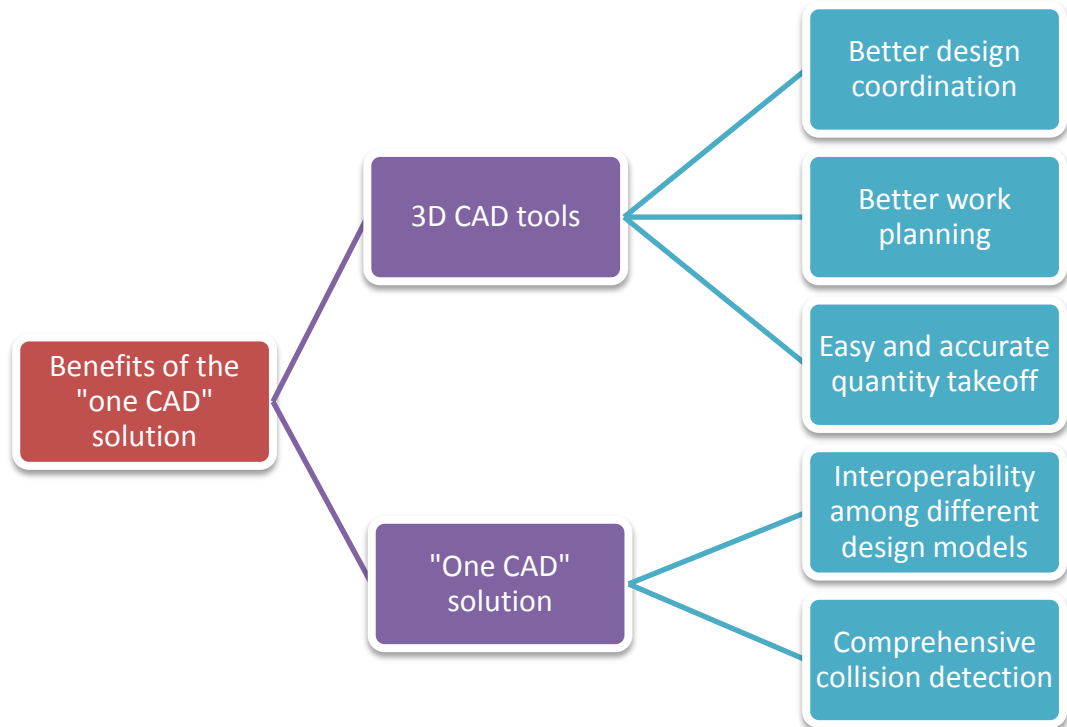 Better design
coordination
3D CAD tools
Better work
planning
Easy and accurate
quantity takeoff
Benefits of the
"one CAD"
solution
Interoperability
among different
design models
"One CAD"
solution
Comprehensive
collision detection